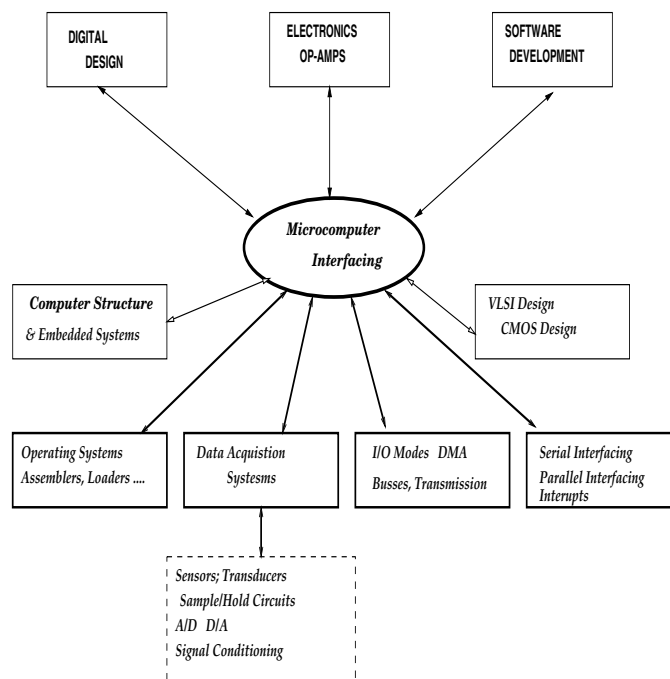 DIGITAL
DESIGN
ELECTRONICS
OP-AMPS
SOFTWARE
DEVELOPMENT
Microcomputer
Interfacing
Computer Structure
& Embedded Systems
VLSI Design
CMOS Design
Operating Systems
Assemblers, Loaders ....
Data Acquistion
Systesms
I/O Modes DMA
Busses, Transmission
Serial Interfacing
Parallel Interfacing
Interupts
Sensors; Transducers
Sample/Hold Circuits
A/D D/A
Signal Conditioning